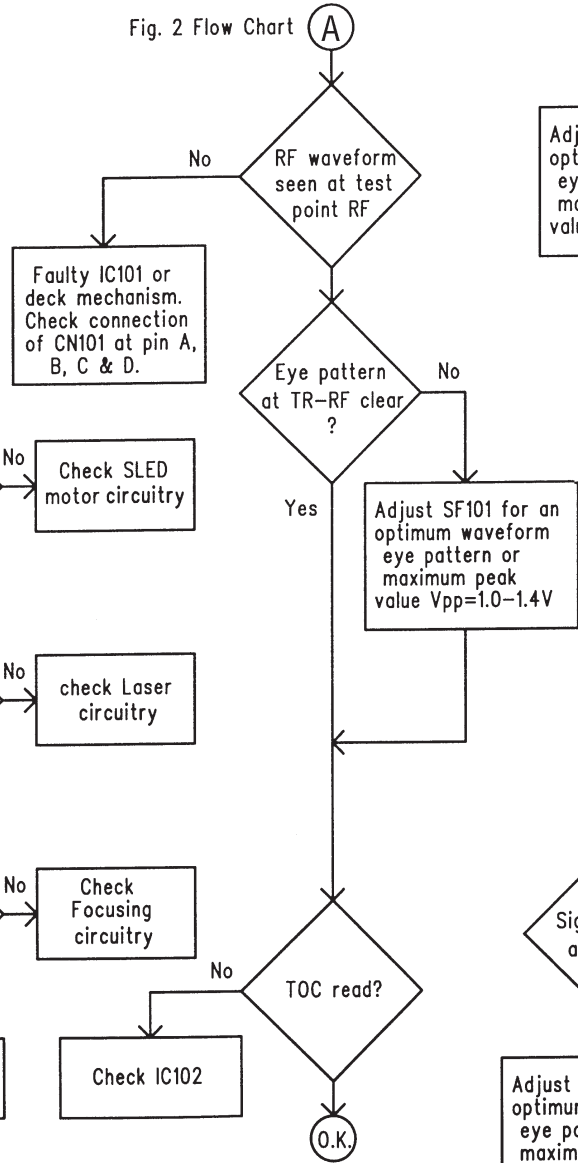 Fig. 2 Flow Chart
A
RF waveform
seen at test
point RF
No
Faulty IC101 or
deck mechanism.
Check connection
of CN101 at pin A,
B, C & D.
Eye pattern
at TR-RF clear
?
No
Yes
Adjust SF101 for an
optimum waveform
eye pattern or
maximum peak
value Vpp=1.0-1.4V
No
Check SLED
motor circuitry
No
check Laser
circuitry
No
Check
Focusing
circuitry
TOC read?
No
Check IC102
O.K.
Adjust
optimum
eye